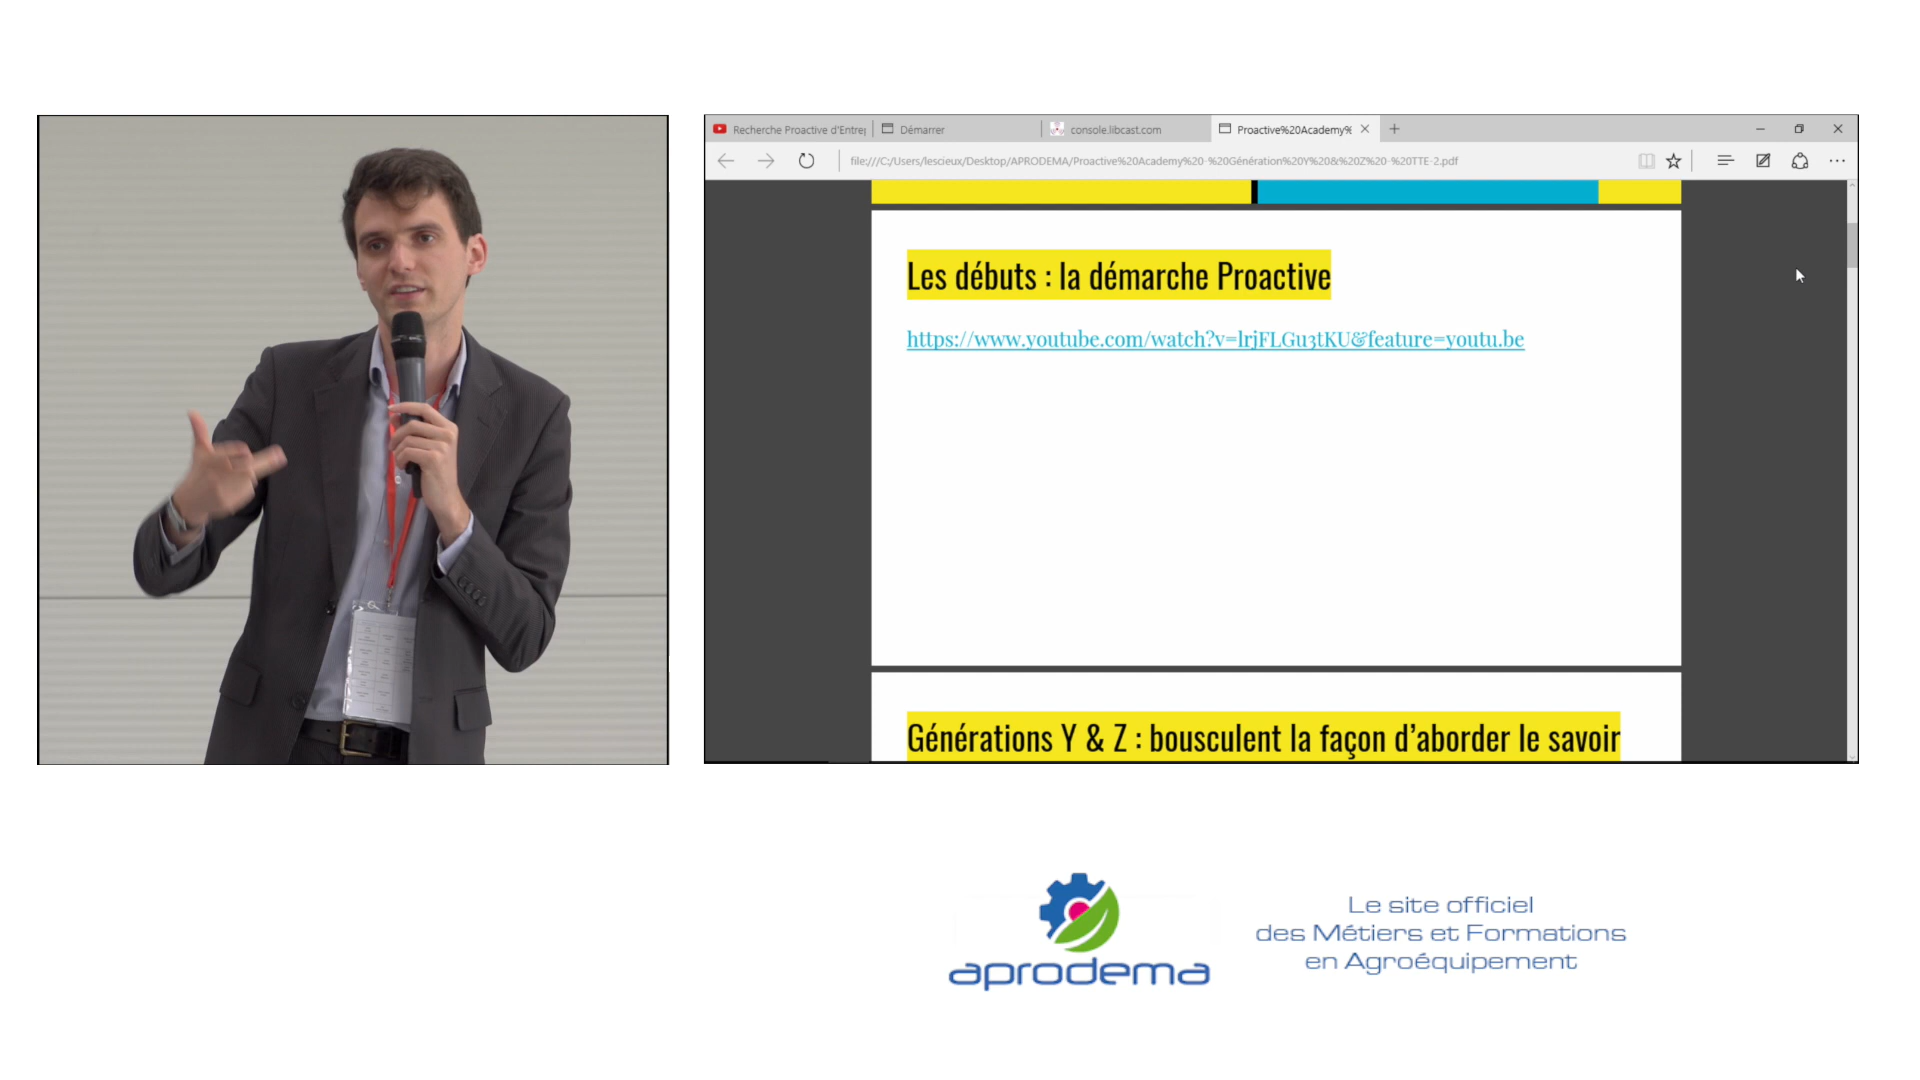 Recherche Proactive d'Entre
Démarrer
console.libcast.com
Proactive%20Academy%
file:///C:/Users/lescieux/Desktop/APRODEMA/Proactive%20Academy%20-%20Génération%20Y%20&%20Z%20-%20TTE-2.pdf
Les débuts : la démarche Proactive
https://www.youtube.com/watch?v=lrjFLGu3tKU&feature=youtu.be
Générations Y & Z : bousculent la façon d'aborder le savoir
aprodema
Le site officiel
des Métiers et Formations
en Agroéquipement